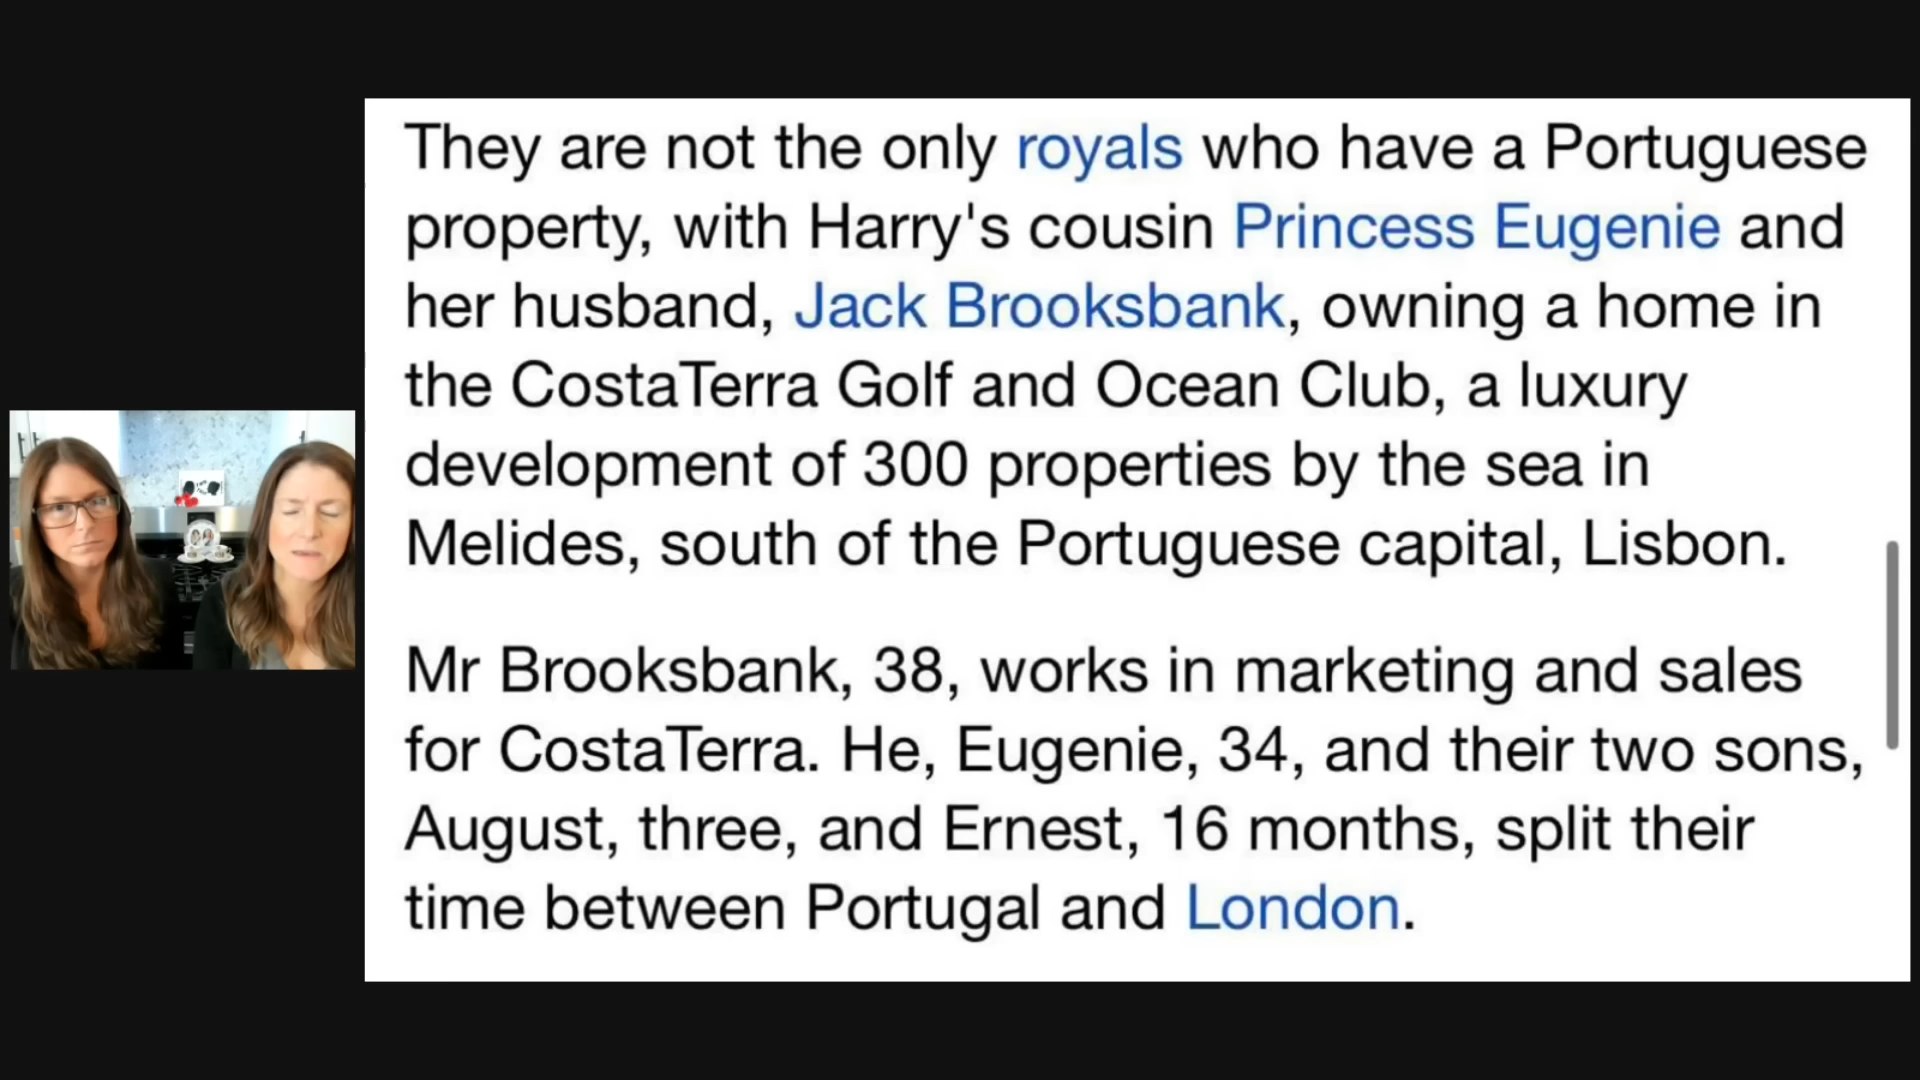 They are not the only royals who have a Portuguese
property, with Harry's cousin Princess Eugenie and
her husband, Jack Brooksbank, owning a home in
the CostaTerra Golf and Ocean Club, a luxury
development of 300 properties by the sea in
Melides, south of the Portuguese capital, Lisbon.
Mr Brooksbank, 38, works in marketing and sales
for CostaTerra. He, Eugenie, 34, and their two sons,
August, three, and Ernest, 16 months, split their
time between Portugal and London.